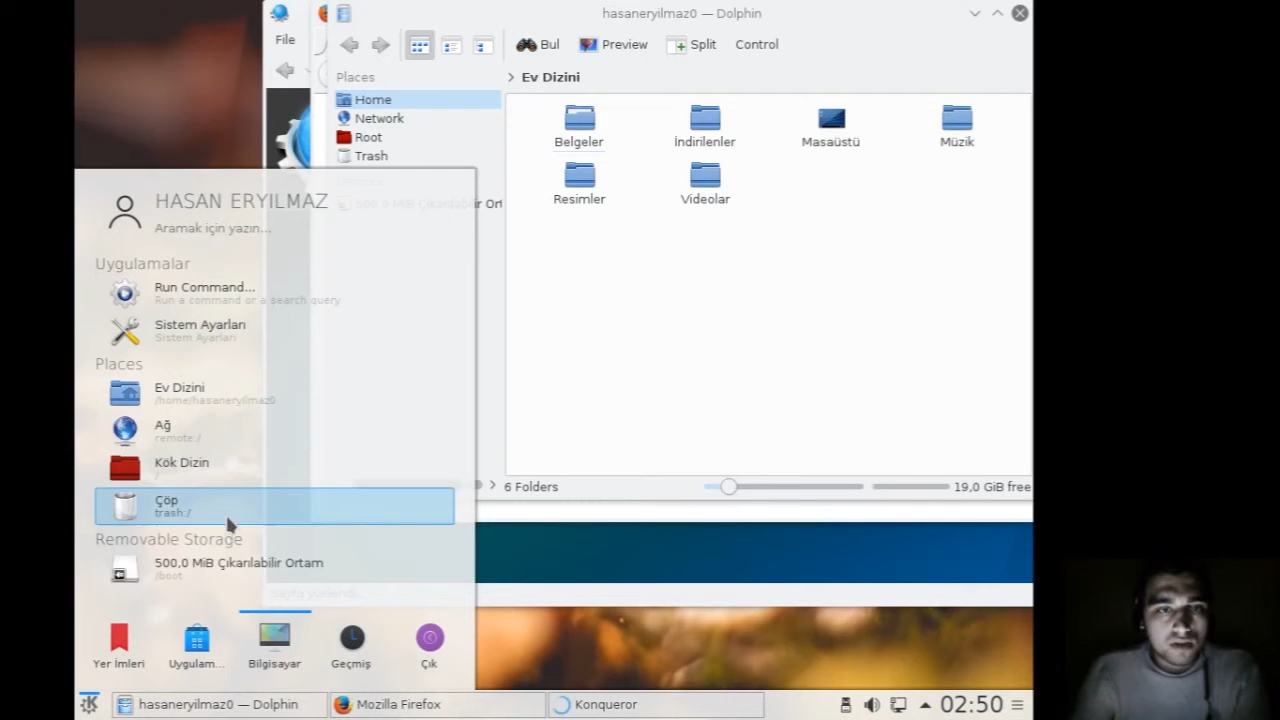 hasaneryilmaz0 — Dolphin
File
Bul
Preview
Split
Control
Places
Ev Dizini
Home
Network
Root
Trash
Belgeler
İndirilenler
Masaüstü
Müzik
Resimler
Videolar
HASAN ERYILMAZ
Aramak için yazın...
500,0 MiB Çıkarılabilir Ort
Uygulamalar
Run Command...
Run a command or a search query
Sistem Ayarları
Sistem Ayarları
Places
Ev Dizini
/home/hasaneryilmaz0
Ağ
remote:/
Kök Dizin
/
Çöp
trash:/
6 Folders
19,0 GiB free
Removable Storage
500,0 MiB Çıkarılabilir Ortam
/boot
Yer İmleri
Uygulam...
Bilgisayar
Geçmiş
Çık
hasaneryilmaz0 — Dolphin
Mozilla Firefox
Konqueror
02:50